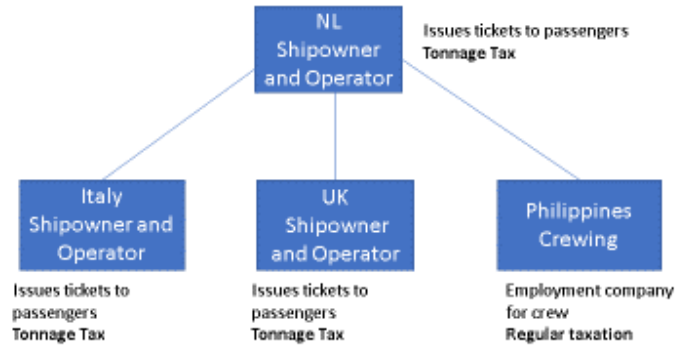 NL
Shipowner
and Operator
Issues tickets to passengers
Tonnage Tax
Italy
Shipowner and
Operator
Issues tickets to
passengers
Tonnage Tax
UK
Shipowner
and Operator
Issues tickets to
passengers
Tonnage Tax
Philippines
Crewing
Employment company
for crew
Regular taxation